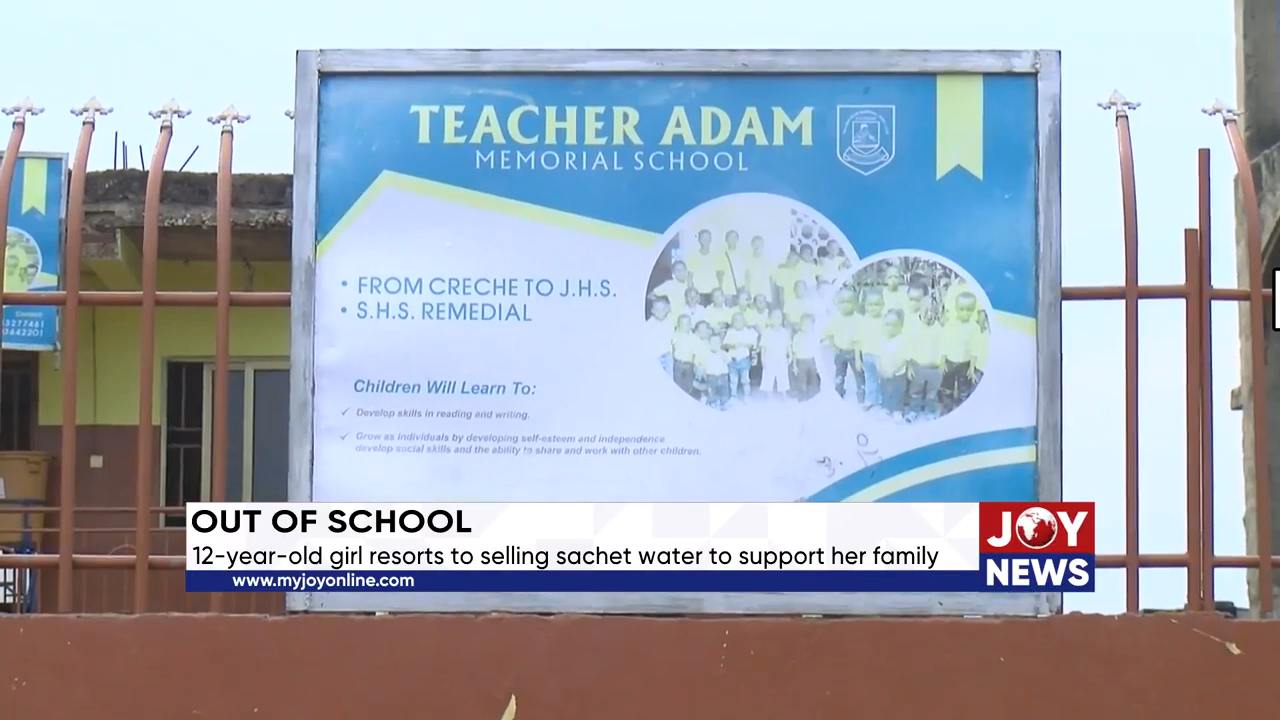 TEACHER ADAM
MEMORIAL SCHOOL
• FROM CRECHE TO J.H.S.
• S.H.S. REMEDIAL
Children Will Learn To:
✓ Develop skills in reading and writing.
✓ Grow as individuals by developing self-esteem and independence
develop social skills and the ability to share and work with other children.
OUT OF SCHOOL
12-year-old girl resorts to selling sachet water to support her family
www.myjoyonline.com
JOY
NEWS